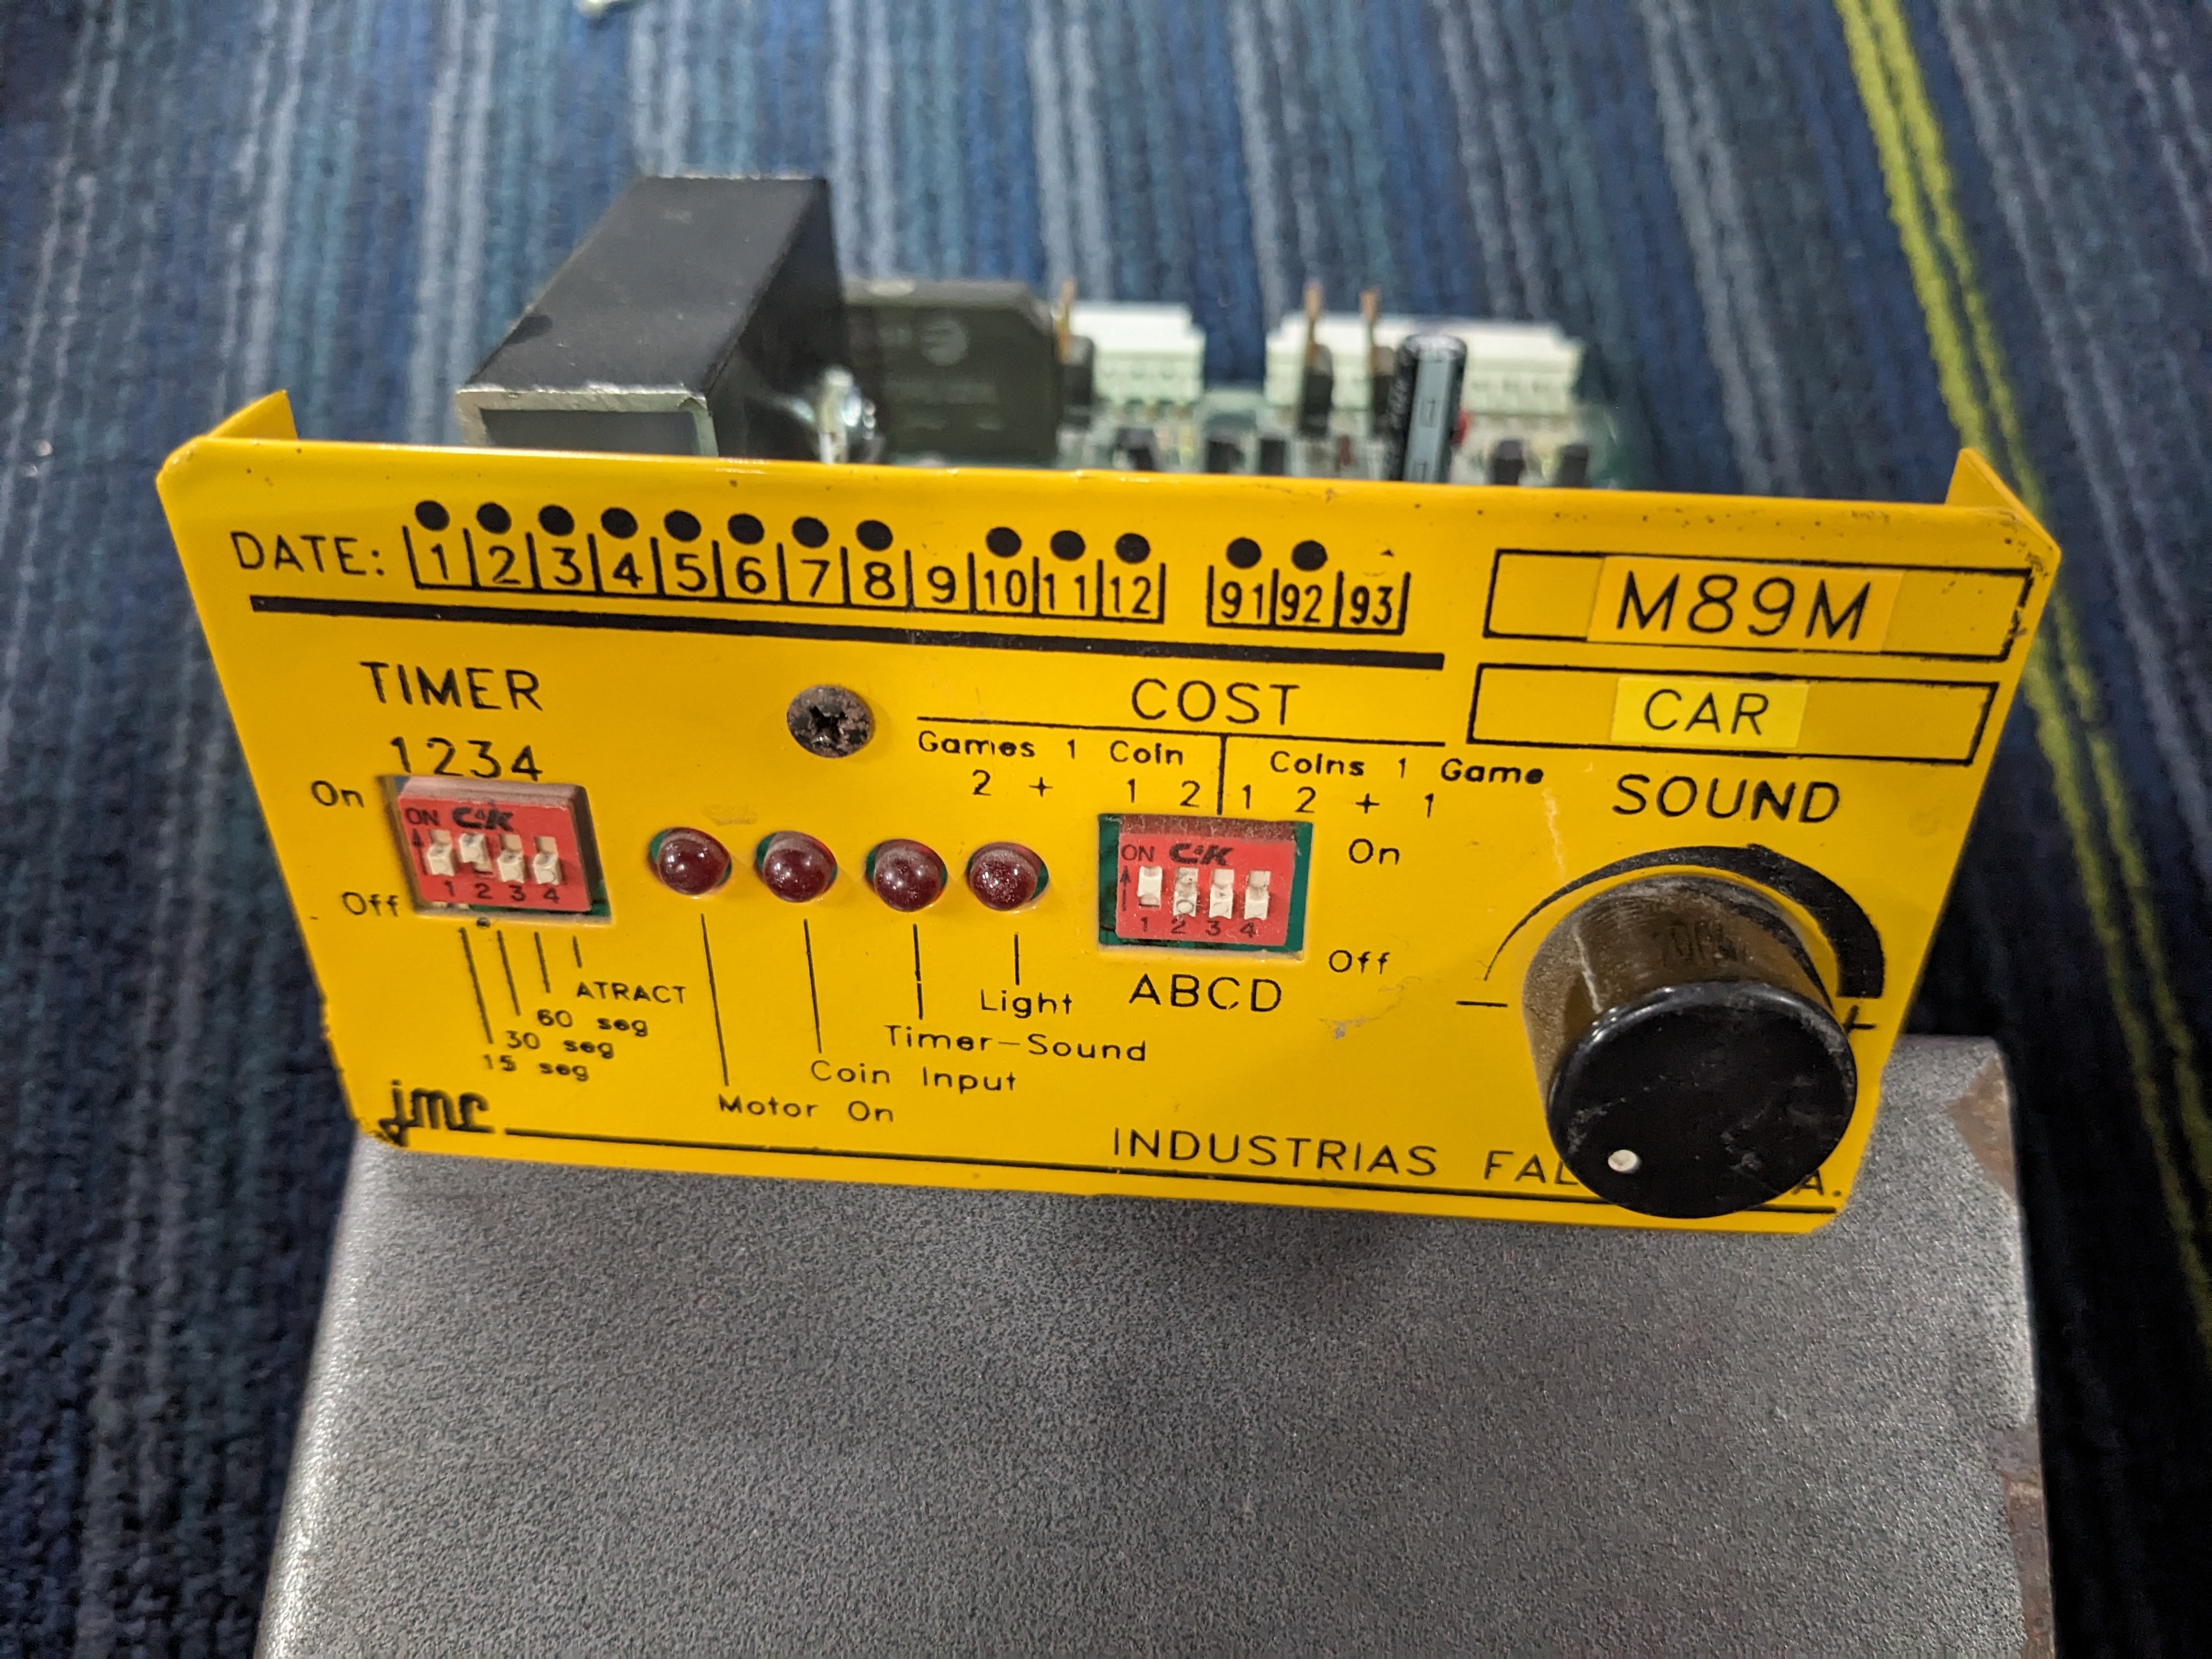 DATE: 1 2 3 4 5 6 7 8 9 10 11 12 91 92 93
M89M
CAR
TIMER
1234
On
ON C&K
1 2 3 4
Off
ATRACT
60 seg
30 seg
15 seg
Motor On
Coin Input
Timer-Sound
Light
COST
Games 1 Coin
2 + 1 2
Coins 1 Game
1 2 + 1
ON C&K
1 2 3 4
On
Off
ABCD
SOUND
- +
jmc
INDUSTRIAS